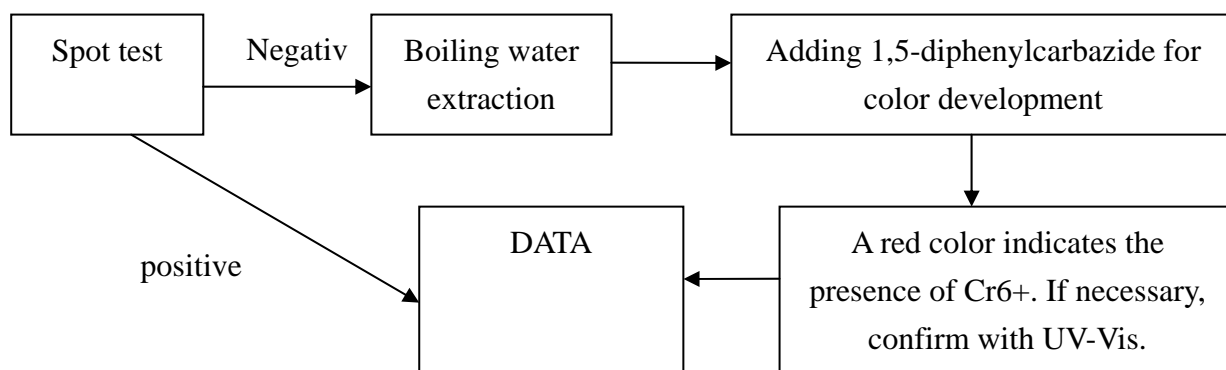 Spot test
Negativ
Boiling water
extraction
Adding 1,5-diphenylcarbazide for
color development
positive
DATA
A red color indicates the
presence of Cr6+. If necessary,
confirm with UV-Vis.